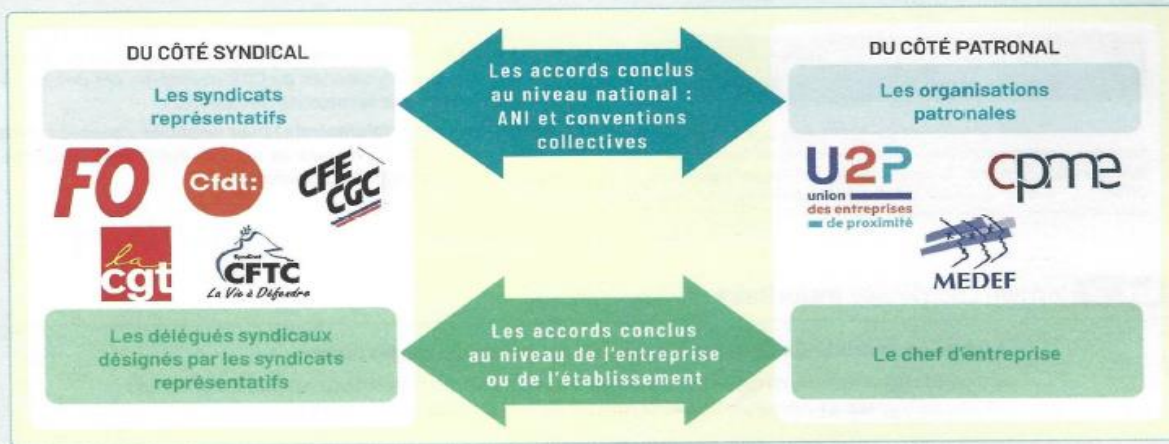 DU CÔTÉ SYNDICAL
Les syndicats
représentatifs
FO
Cfdt:
CFE
CGC
la
cgt
Syndicat
CFTC
La Vie à Défendre
Les délégués syndicaux
désignés par les syndicats
représentatifs
Les accords conclus
au niveau national :
ANI et conventions
collectives
Les accords conclus
au niveau de l'entreprise
ou de l'établissement
DU CÔTÉ PATRONAL
Les organisations
patronales
U2P
union
des entreprises
de proximité
cpme
MEDEF
Le chef d'entreprise